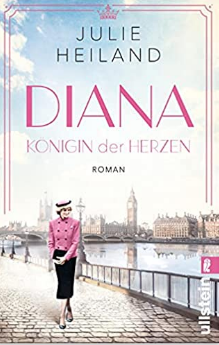 JULIE
HEILAND
DIANA
KÖNIGIN der HERZEN
ROMAN
ullstein